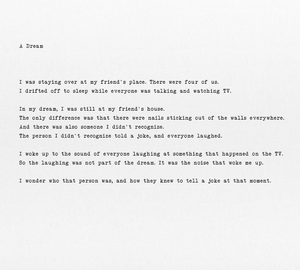 A Dream
I was staying over at my friend's place. There were four of us.
I drifted off to sleep while everyone was talking and watching TV.
In my dream, I was still at my friend's house.
The only difference was that there were nails sticking out of the walls everywhere.
And there was also someone I didn't recognize.
The person I didn't recognize told a joke, and everyone laughed.
I woke up to the sound of everyone laughing at something that happened on the TV.
So the laughing was not part of the dream. It was the noise that woke me up.
I wonder who that person was, and how they knew to tell a joke at that moment.